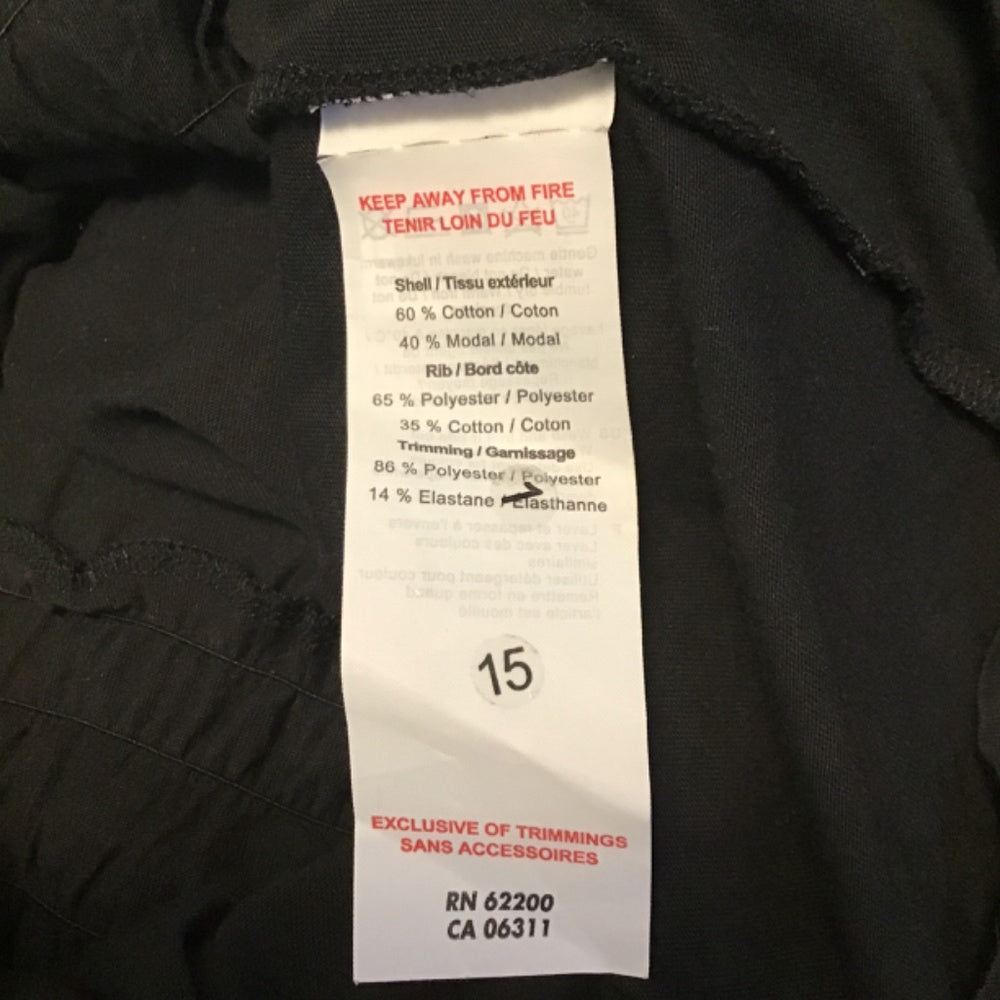 KEEP AWAY FROM FIRE
TENIR LOIN DU FEU
Shell / Tissu extérieur
60 % Cotton / Coton
40 % Modal / Modal
Rib / Bord côte
65 % Polyester / Polyester
35 % Cotton / Coton
Trimming / Garnissage
86 % Polyester / Polyester
14 % Elastane / Elasthanne
15
EXCLUSIVE OF TRIMMINGS
SANS ACCESSOIRES
RN 62200
CA 06311